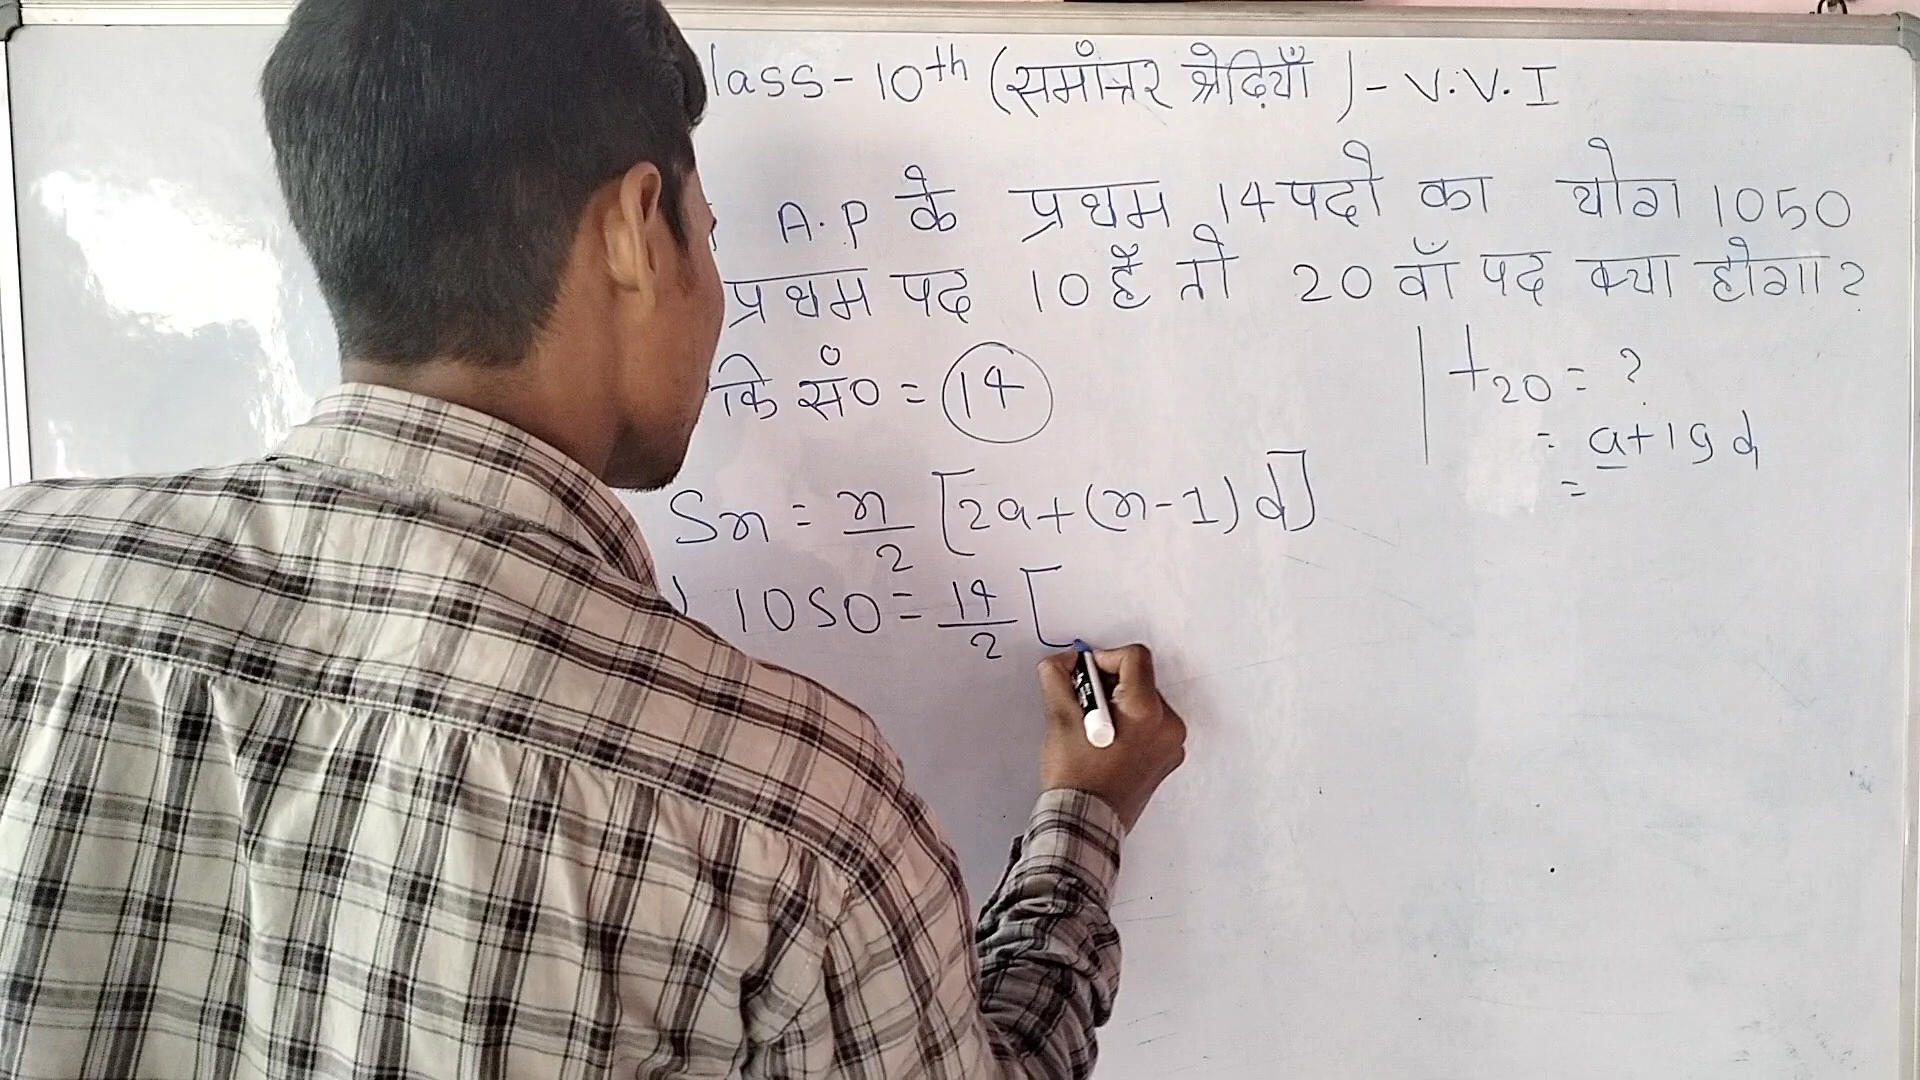 lass - 10th (समांन्तर श्रेढ़ियाँ) - V.V.I
A.P के प्रथम 14 पदो का योग 1050
प्रथम पद 10 है तो 20 वाँ पद क्या होगा?
कि सं० = 14
t20 = ?
= a + 19 d
=
Sn = n/2 [2a + (n - 1) d]
1050 = 14/2 [